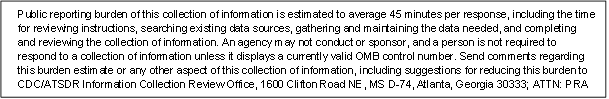 Public reporting burden of this collection of information is estimated to average 45 minutes per response, including the time
for reviewing instructions, searching existing data sources, gathering and maintaining the data needed, and completing
and reviewing the collection of information. An agency may not conduct or sponsor, and a person is not required to
respond to a collection of information unless it displays a currently valid OMB control number. Send comments regarding
this burden estimate or any other aspect of this collection of information, including suggestions for reducing this burden to
CDC/ATSDR Information Collection Review Office, 1600 Clifton Road NE, MS D-74, Atlanta, Georgia 30333; ATTN: PRA